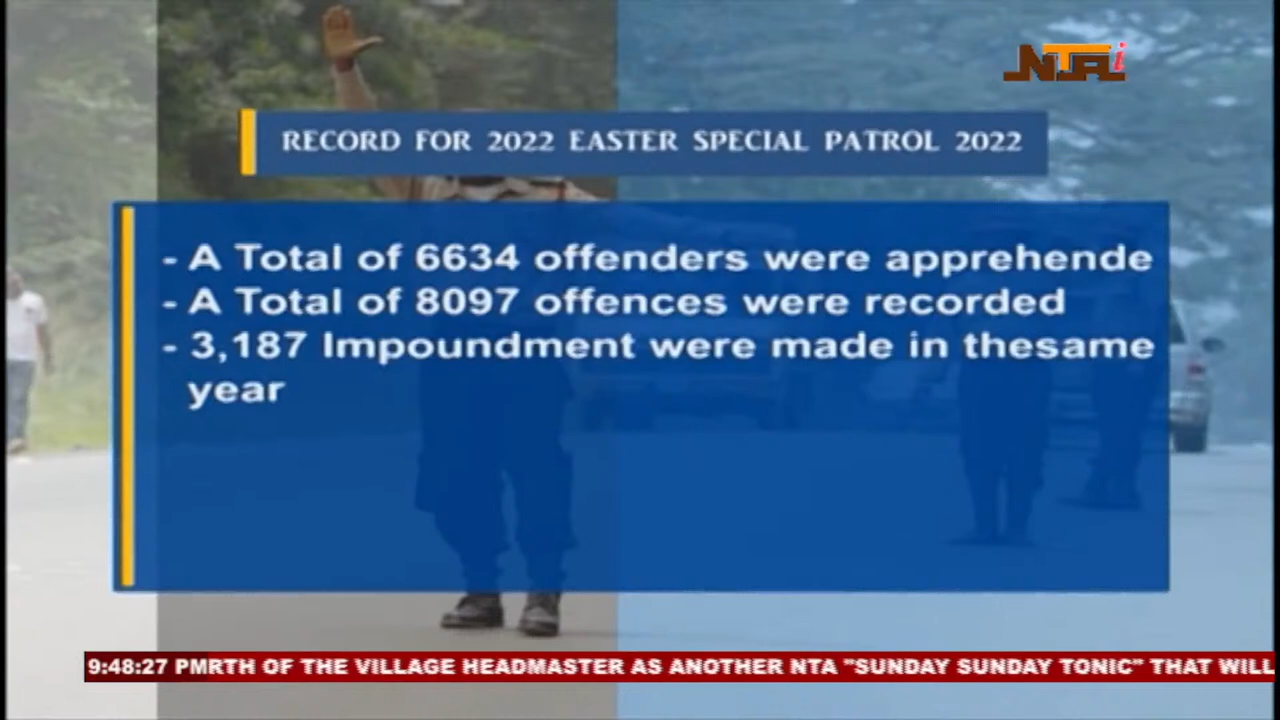 NTAi
RECORD FOR 2022 EASTER SPECIAL PATROL 2022
- A Total of 6634 offenders were apprehende
- A Total of 8097 offences were recorded
- 3,187 Impoundment were made in thesame
year
9:48:27 PMRTH OF THE VILLAGE HEADMASTER AS ANOTHER NTA "SUNDAY SUNDAY TONIC" THAT WILL